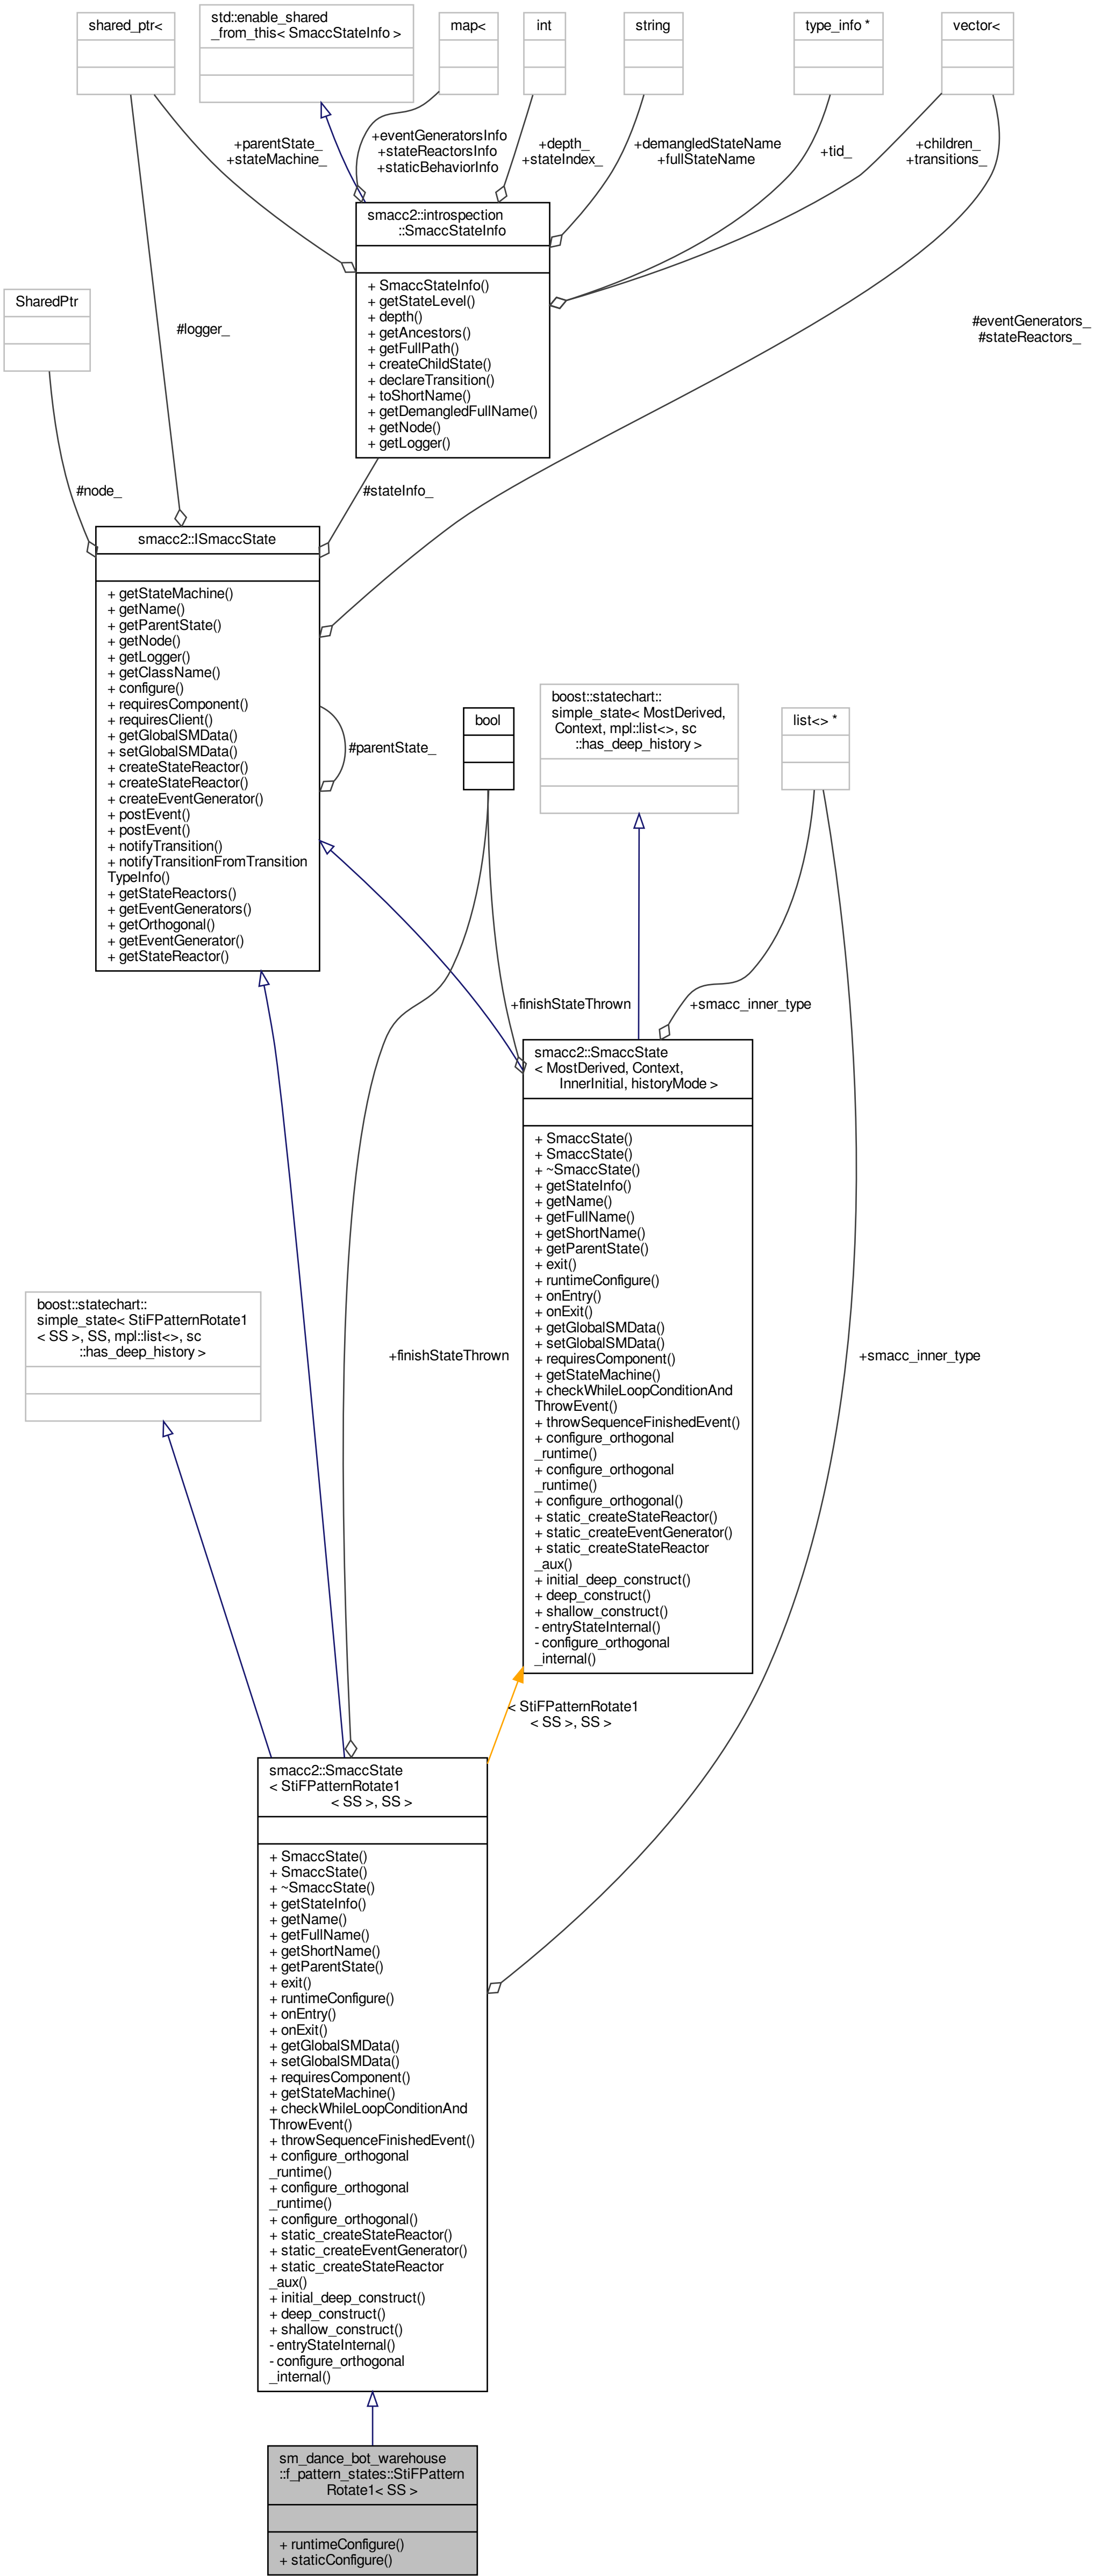 shared_ptr<
std::enable_shared
_from_this< SmaccStateInfo >
map<
int
string
type_info *
vector<
+parentState_
+stateMachine_
+eventGeneratorsInfo
+stateReactorsInfo
+staticBehaviorInfo
+depth_
+stateIndex_
+demangledStateName
+fullStateName
+tid_
+children_
+transitions_
smacc2::introspection
::SmaccStateInfo
+ SmaccStateInfo()
+ getStateLevel()
+ depth()
+ getAncestors()
+ getFullPath()
+ createChildState()
+ declareTransition()
+ toShortName()
+ getDemangledFullName()
+ getNode()
+ getLogger()
SharedPtr
#logger_
#eventGenerators_
#stateReactors_
#node_
#stateInfo_
smacc2::ISmaccState
+ getStateMachine()
+ getName()
+ getParentState()
+ getNode()
+ getLogger()
+ getClassName()
+ configure()
+ requiresComponent()
+ requiresClient()
+ getGlobalSMData()
+ setGlobalSMData()
+ createStateReactor()
+ createStateReactor()
+ createEventGenerator()
+ postEvent()
+ postEvent()
+ notifyTransition()
+ notifyTransitionFromTransition
TypeInfo()
+ getStateReactors()
+ getEventGenerators()
+ getOrthogonal()
+ getEventGenerator()
+ getStateReactor()
#parentState_
bool
boost::statechart::
simple_state< MostDerived,
Context, mpl::list<>, sc
::has_deep_history >
list<> *
+finishStateThrown
+smacc_inner_type
smacc2::SmaccState
< MostDerived, Context,
InnerInitial, historyMode >
+ SmaccState()
+ SmaccState()
+ ~SmaccState()
+ getStateInfo()
+ getName()
+ getFullName()
+ getShortName()
+ getParentState()
+ exit()
+ runtimeConfigure()
+ onEntry()
+ onExit()
+ getGlobalSMData()
+ setGlobalSMData()
+ requiresComponent()
+ getStateMachine()
+ checkWhileLoopConditionAnd
ThrowEvent()
+ throwSequenceFinishedEvent()
+ configure_orthogonal
_runtime()
+ configure_orthogonal
_runtime()
+ configure_orthogonal()
+ static_createStateReactor()
+ static_createEventGenerator()
+ static_createStateReactor
_aux()
+ initial_deep_construct()
+ deep_construct()
+ shallow_construct()
- entryStateInternal()
- configure_orthogonal
_internal()
boost::statechart::
simple_state< StiFPatternRotate1
< SS >, SS, mpl::list<>, sc
::has_deep_history >
+finishStateThrown
+smacc_inner_type
< StiFPatternRotate1
< SS >, SS >
smacc2::SmaccState
< StiFPatternRotate1
< SS >, SS >
+ SmaccState()
+ SmaccState()
+ ~SmaccState()
+ getStateInfo()
+ getName()
+ getFullName()
+ getShortName()
+ getParentState()
+ exit()
+ runtimeConfigure()
+ onEntry()
+ onExit()
+ getGlobalSMData()
+ setGlobalSMData()
+ requiresComponent()
+ getStateMachine()
+ checkWhileLoopConditionAnd
ThrowEvent()
+ throwSequenceFinishedEvent()
+ configure_orthogonal
_runtime()
+ configure_orthogonal
_runtime()
+ configure_orthogonal()
+ static_createStateReactor()
+ static_createEventGenerator()
+ static_createStateReactor
_aux()
+ initial_deep_construct()
+ deep_construct()
+ shallow_construct()
- entryStateInternal()
- configure_orthogonal
_internal()
sm_dance_bot_warehouse
::f_pattern_states::StiFPattern
Rotate1< SS >
+ runtimeConfigure()
+ staticConfigure()